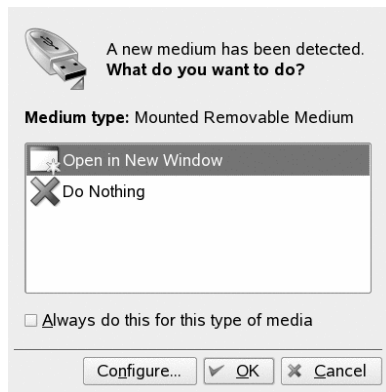 A new medium has been detected.
What do you want to do?
Medium type: Mounted Removable Medium
Open in New Window
Do Nothing
Always do this for this type of media
Configure...
OK
Cancel